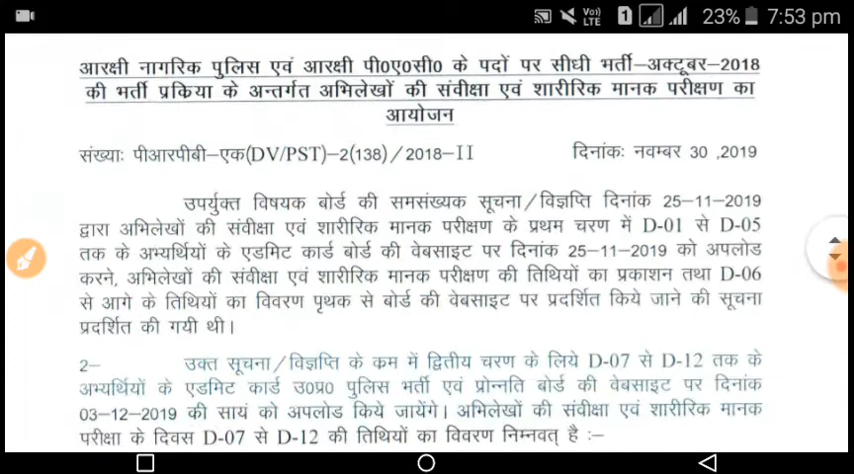 Voo) LTE 1 23% 7:53 pm
आरक्षी नागरिक पुलिस एवं आरक्षी पी0ए0सी0 के पदों पर सीधी भर्ती–अक्टूबर–2018
की भर्ती प्रकिया के अन्तर्गत अभिलेखों की संवीक्षा एवं शारीरिक मानक परीक्षण का
आयोजन
संख्याः पीआरपीबी–एक(DV/PST)–2(138)/2018–II दिनांकः नवम्बर 30 ,2019
उपर्युक्त विषयक बोर्ड की समसंख्यक सूचना/विज्ञप्ति दिनांक 25–11–2019
द्वारा अभिलेखों की संवीक्षा एवं शारीरिक मानक परीक्षण के प्रथम चरण में D-01 से D-05
तक के अभ्यर्थियों के एडमिट कार्ड बोर्ड की वेबसाइट पर दिनांक 25–11–2019 को अपलोड
करने, अभिलेखों की संवीक्षा एवं शारीरिक मानक परीक्षण की तिथियों का प्रकाशन तथा D-06
से आगे के तिथियों का विवरण पृथक से बोर्ड की वेबसाइट पर प्रदर्शित किये जाने की सूचना
प्रदर्शित की गयी थी।
2– उक्त सूचना/विज्ञप्ति के कम में द्वितीय चरण के लिये D-07 से D-12 तक के
अभ्यर्थियों के एडमिट कार्ड उ0प्र0 पुलिस भर्ती एवं प्रोन्नति बोर्ड की वेबसाइट पर दिनांक
03–12–2019 की सायं को अपलोड किये जायेंगे। अभिलेखों की संवीक्षा एवं शारीरिक मानक
परीक्षा के दिवस D-07 से D-12 की तिथियों का विवरण निम्नवत् है :–